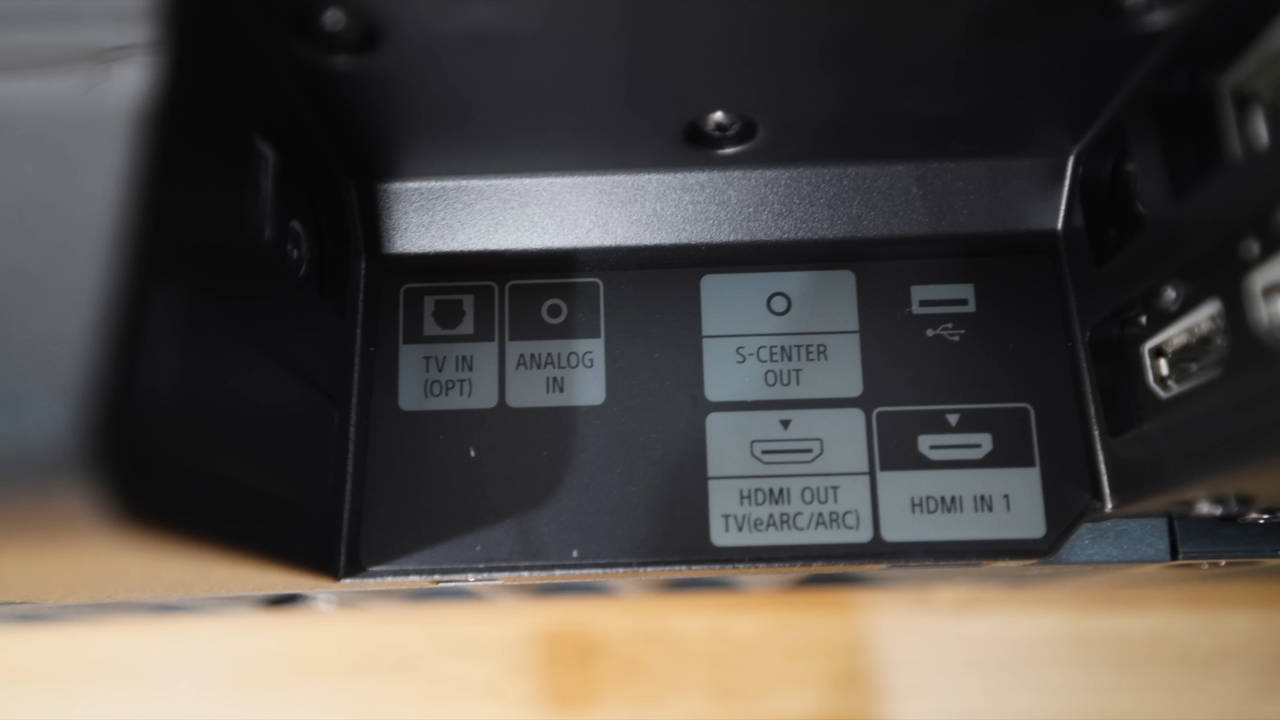 TV IN
(OPT)
ANALOG
IN
S-CENTER
OUT
HDMI OUT
TV(eARC/ARC)
HDMI IN 1